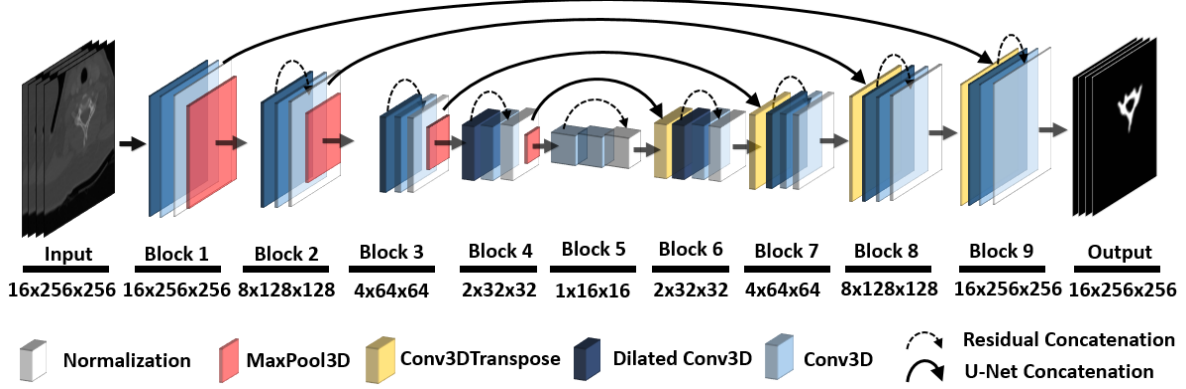 Input Block 1 Block 2 Block 3 Block 4 Block 5 Block 6 Block 7 Block 8 Block 9 Output
16x256x256 16x256x256 8x128x128 4x64x64 2x32x32 1x16x16 2x32x32 4x64x64 8x128x128 16x256x256 16x256x256
Normalization MaxPool3D Conv3DTranspose Dilated Conv3D Conv3D Residual Concatenation
U-Net Concatenation